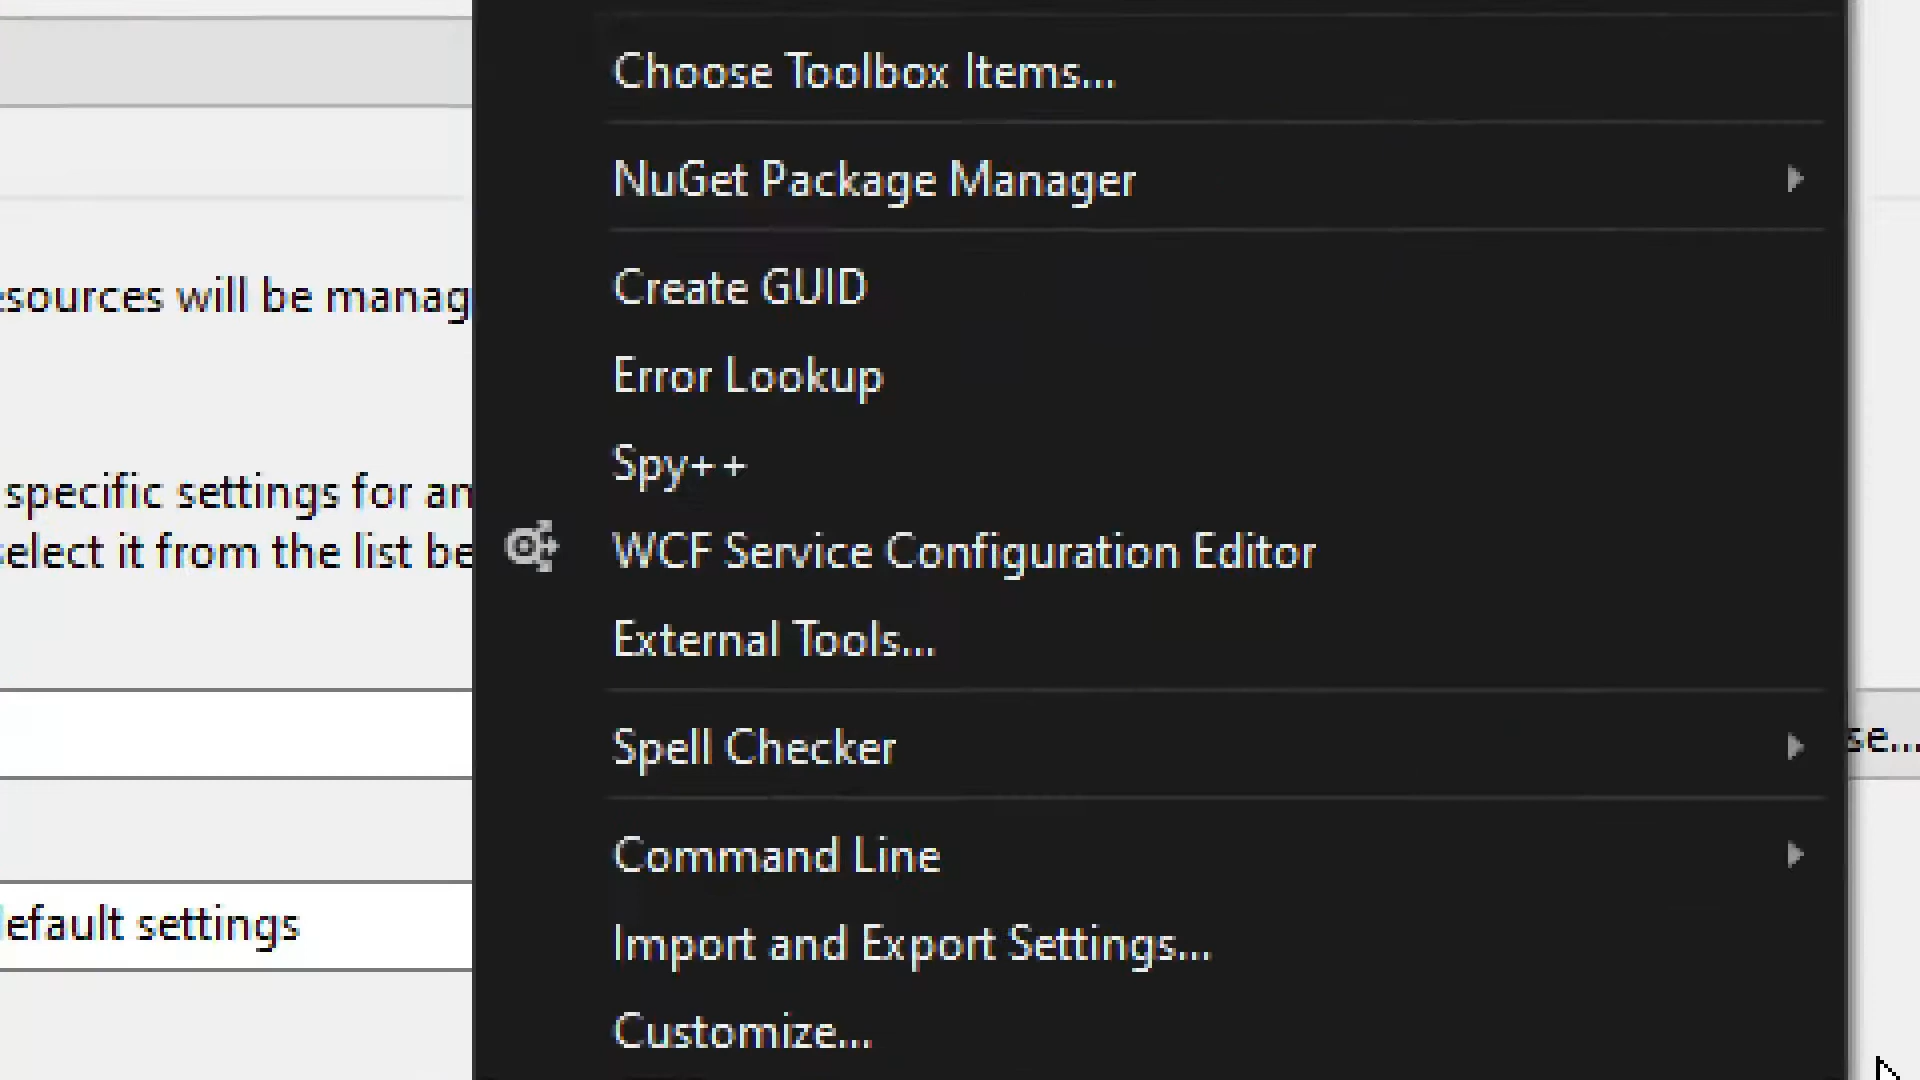 Choose Toolbox Items...
NuGet Package Manager
esources will be manag
Create GUID
Error Lookup
Spy++
specific settings for an
select it from the list be
WCF Service Configuration Editor
External Tools...
Spell Checker
se...
Command Line
default settings
Import and Export Settings...
Customize...